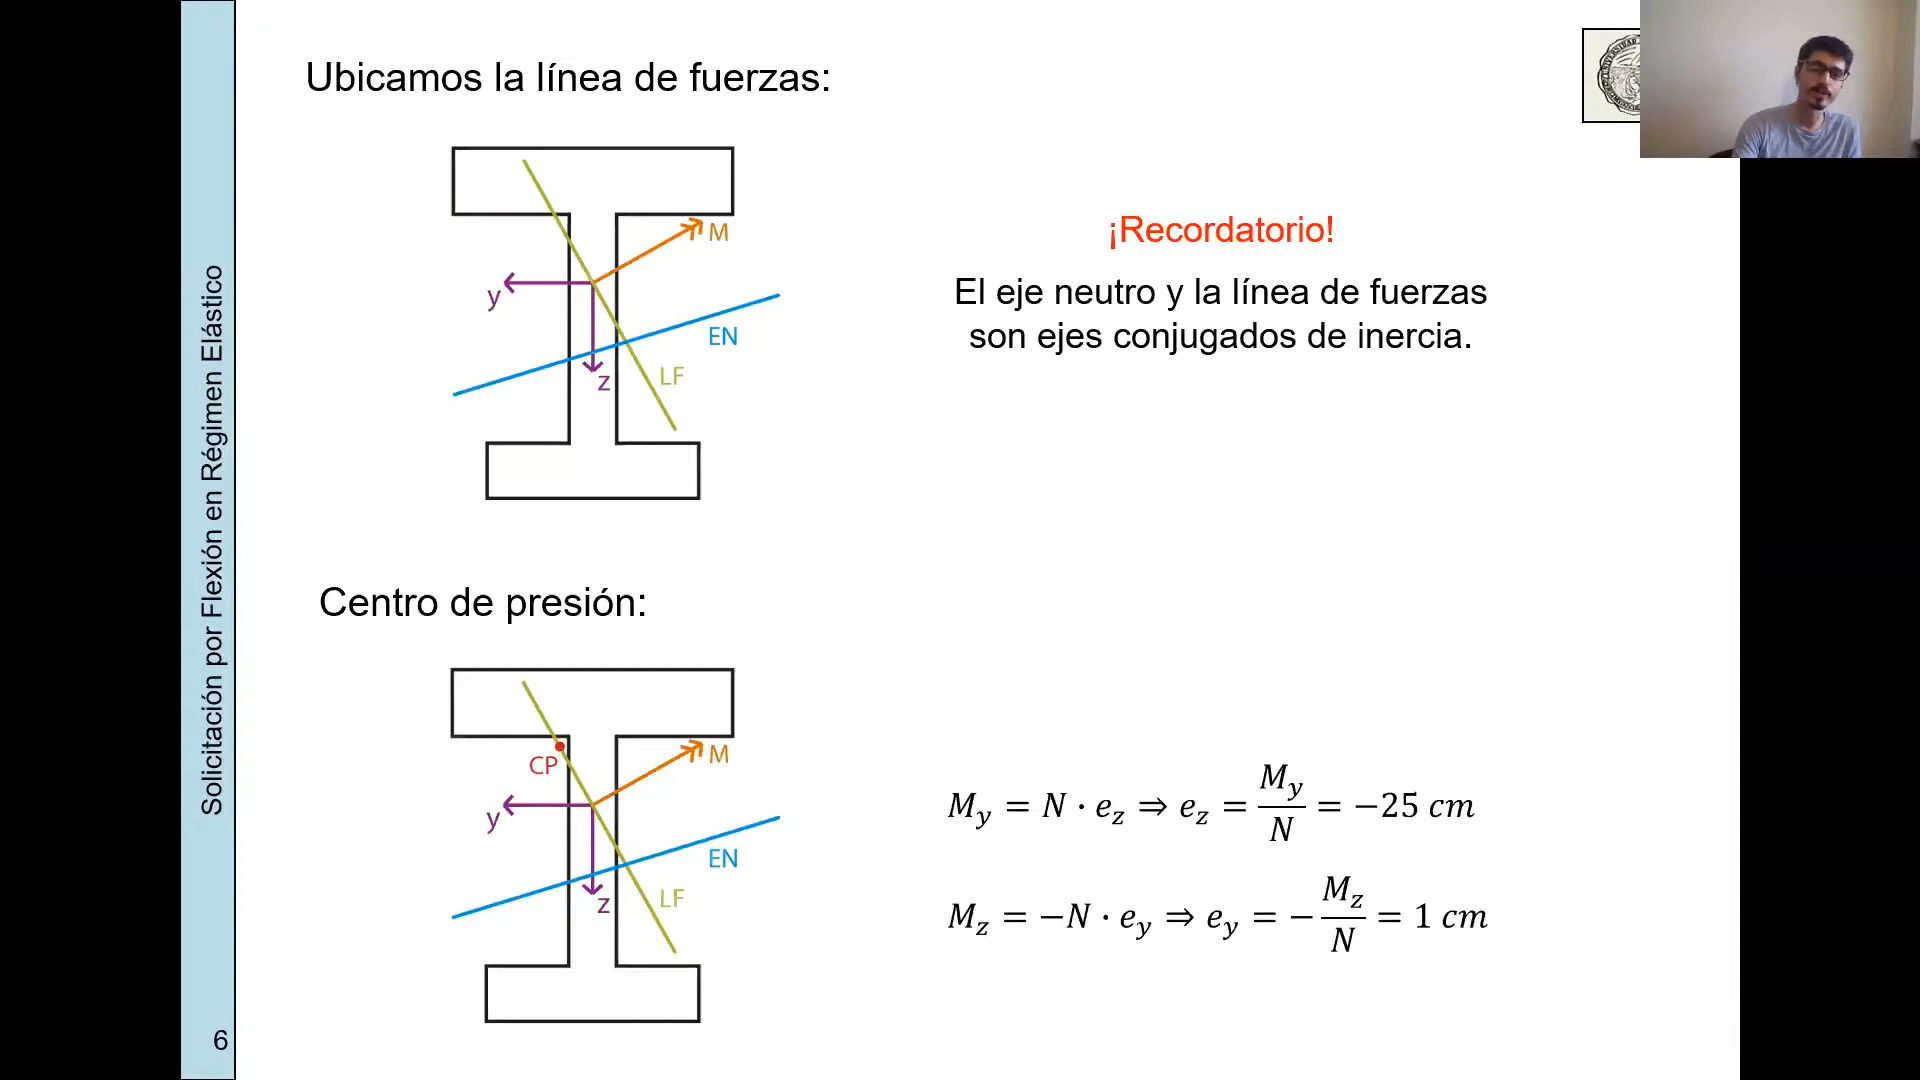 Ubicamos la línea de fuerzas:
M
y
EN
z
LF
¡Recordatorio!
El eje neutro y la línea de fuerzas
son ejes conjugados de inercia.
Centro de presión:
CP
M
y
EN
z
LF
M_y = N · e_z ⇒ e_z = M_y / N = −25 cm
M_z = −N · e_y ⇒ e_y = − M_z / N = 1 cm
Solicitación por Flexión en Régimen Elástico
6